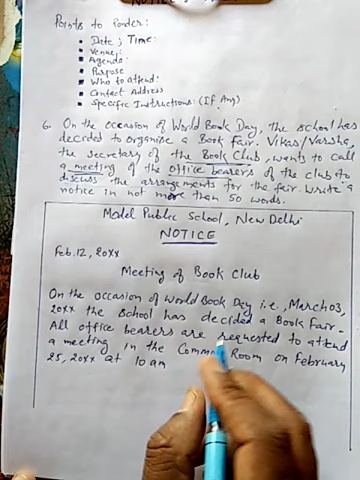 NOTICE
Points to Ponder:
▪ Date ; Time:
▪ Venue:
▪ Agenda:
▪ Purpose
▪ Who to attend:
▪ Contact Address
▪ Specific Instructions: (If Any)
6. On the occasion of World Book Day, the school has
decided to organise a Book fair. Vikas/Varsha,
the secretary of the Book Club, wants to call
a meeting of the office bearers of the club to
discuss the arrangements for the fair. Write a
notice in not more than 50 words.
Model Public School, New Delhi
NOTICE
Feb. 12, 20xx
Meeting of Book Club
On the occasion of World Book Day i.e., March 03,
20xx the school has decided a Book Fair.
All office bearers are requested to attend
a meeting in the Common Room on February
25, 20xx at 10 am